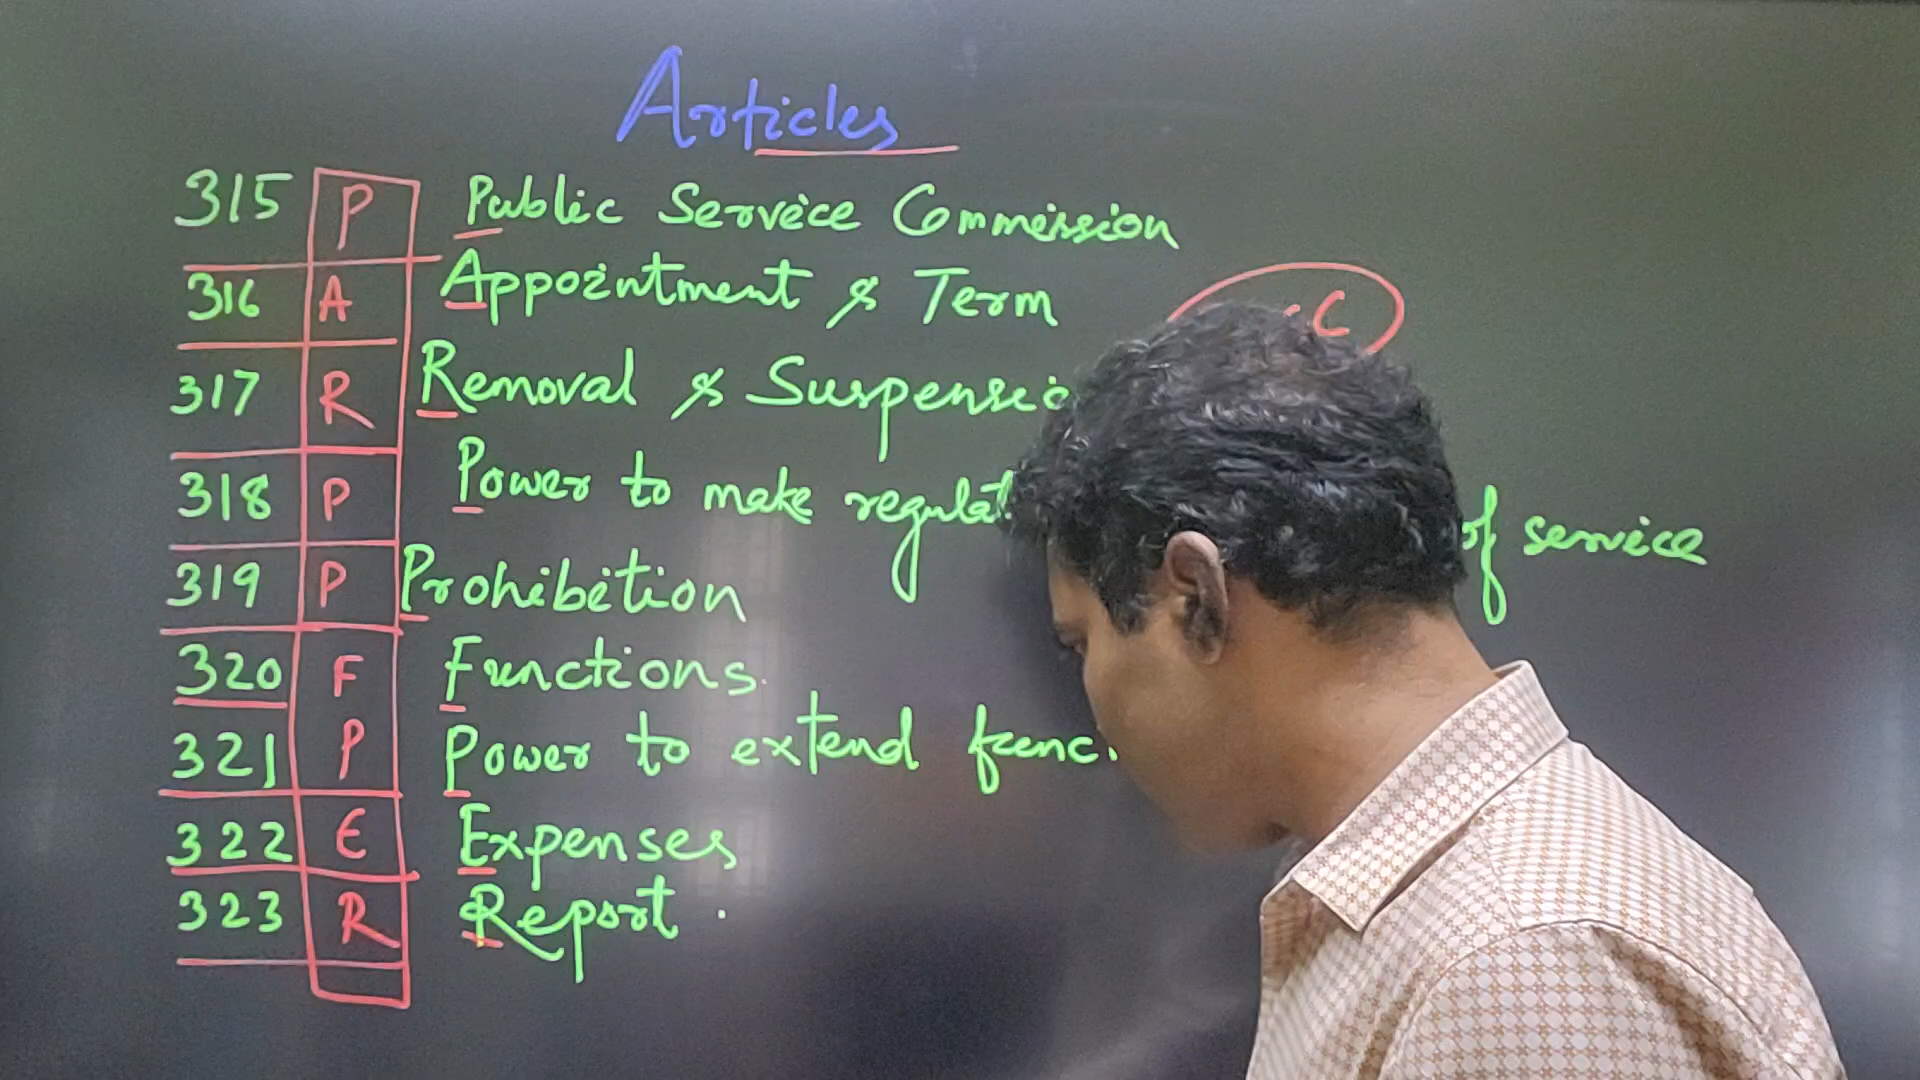 Articles
315 P Public Service Commission
316 A Appointment & Term
317 R Removal & Suspensio
318 P Power to make regulat of service
319 P Prohibition
320 F Functions.
321 P Power to extend func.
322 E Expenses
323 R Report.